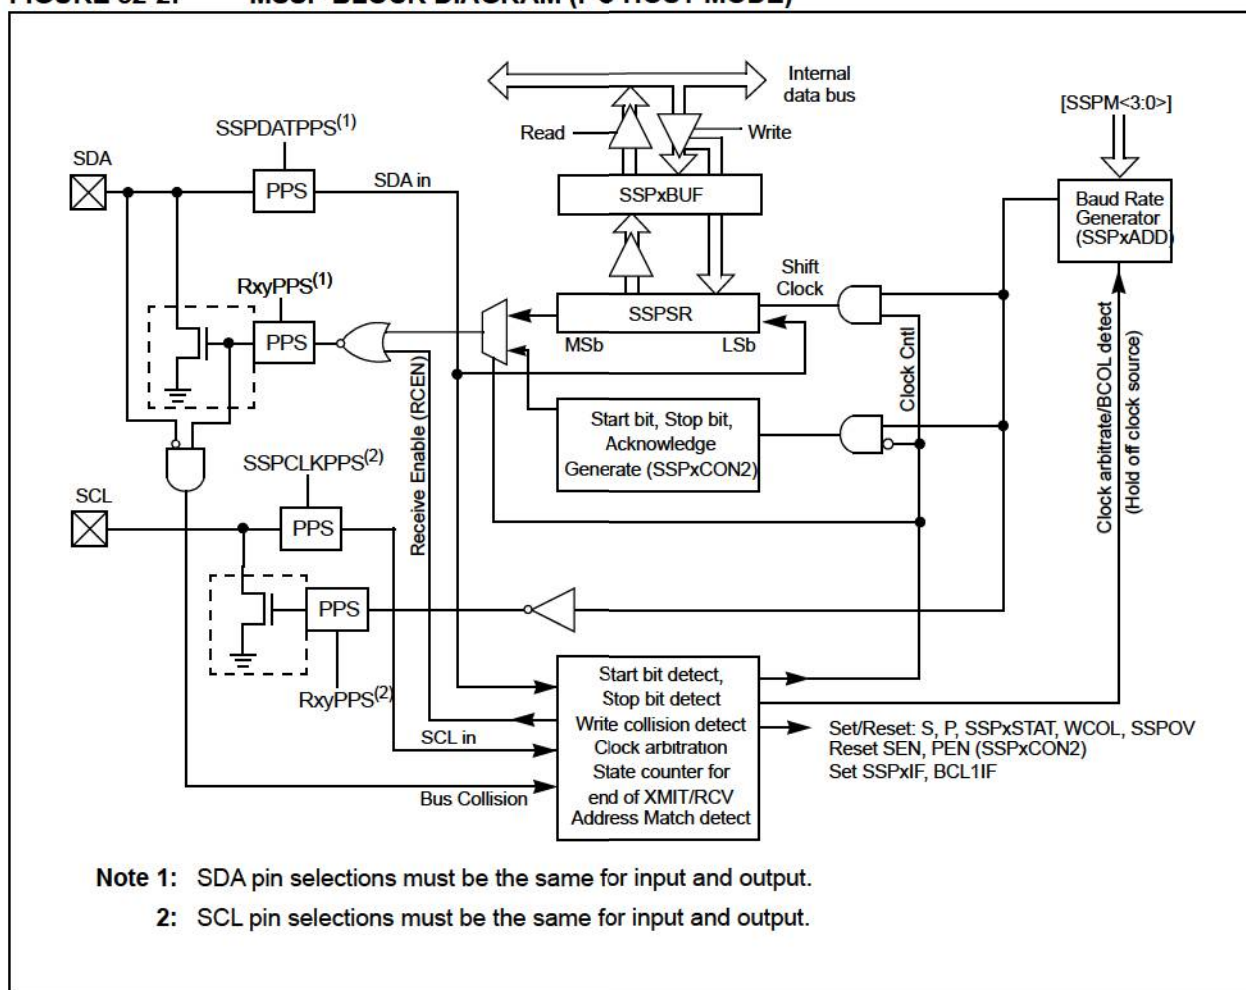 MSSP BLOCK DIAGRAM (I²C HOST MODE)
Internal
data bus
[SSPM<3:0>]
SSPDATPPS(1)
Read
Write
SDA
PPS
SDA in
SSPxBUF
Baud Rate
Generator
(SSPxADD)
RxyPPS(1)
Shift
Clock
PPS
SSPSR
MSb
LSb
Receive Enable (RCEN)
Clock Cntl
Clock arbitrate/BCOL detect
(Hold off clock source)
Start bit, Stop bit,
Acknowledge
Generate (SSPxCON2)
SSPCLKPPS(2)
SCL
PPS
PPS
RxyPPS(2)
Start bit detect,
Stop bit detect
Write collision detect
Clock arbitration
State counter for
end of XMIT/RCV
Address Match detect
SCL in
Bus Collision
Set/Reset: S, P, SSPxSTAT, WCOL, SSPOV
Reset SEN, PEN (SSPxCON2)
Set SSPxIF, BCL1IF
Note 1: SDA pin selections must be the same for input and output.
2: SCL pin selections must be the same for input and output.